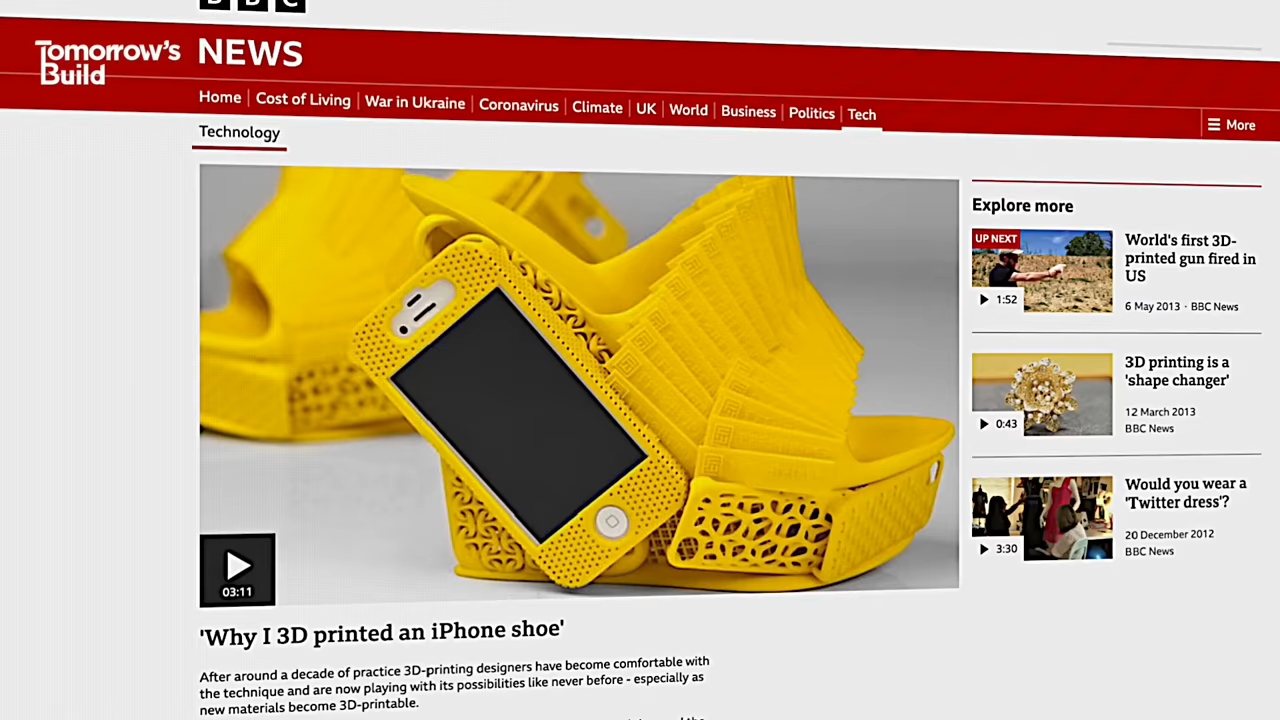 BBC
Tomorrow's
Build
NEWS
Home
Cost of Living
War in Ukraine
Coronavirus
Climate
UK
World
Business
Politics
Tech
More
Technology
03:11
'Why I 3D printed an iPhone shoe'
After around a decade of practice 3D-printing designers have become comfortable with
the technique and are now playing with its possibilities like never before - especially as
new materials become 3D-printable.
Explore more
UP NEXT
1:52
World's first 3D-
printed gun fired in
US
6 May 2013 · BBC News
0:43
3D printing is a
'shape changer'
12 March 2013
BBC News
3:30
Would you wear a
'Twitter dress'?
20 December 2012
BBC News